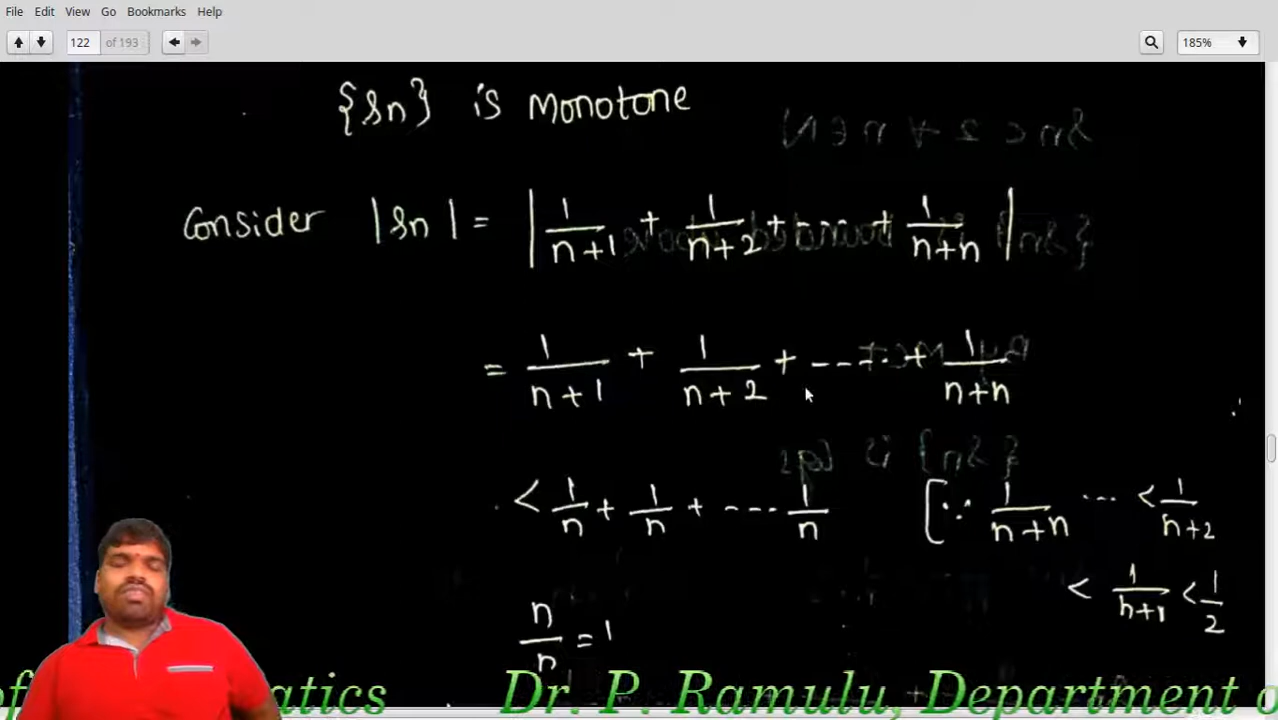 File Edit View Go Bookmarks Help
122 of 193 185%
{Sn} is Monotone
Consider |Sn| = | 1/(n+1) + 1/(n+2) + ---- + 1/(n+n) |
= 1/(n+1) + 1/(n+2) + ---- + 1/(n+n)
< 1/n + 1/n + --- 1/n [∵ 1/(n+n) ... < 1/(n+2)
< 1/(n+1) < 1/2
n/n = 1
atics Dr. P. Ramulu, Department o